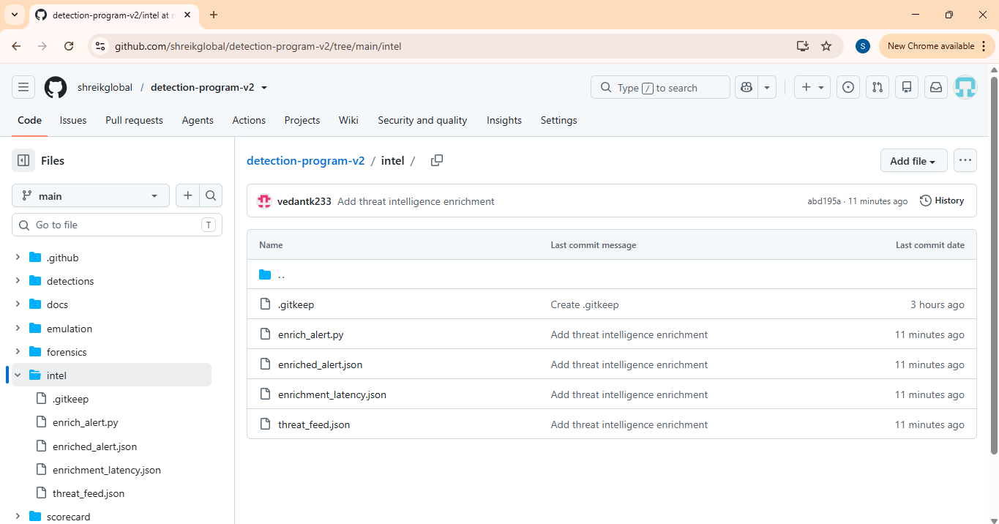 detection-program-v2/intel at
github.com/shreikglobal/detection-program-v2/tree/main/intel
S
New Chrome available
shreikglobal / detection-program-v2
Type / to search
Code Issues Pull requests Agents Actions Projects Wiki Security and quality Insights Settings
Files
main
Go to file
T
.github
detections
docs
emulation
forensics
intel
.gitkeep
enrich_alert.py
enriched_alert.json
enrichment_latency.json
threat_feed.json
scorecard
detection-program-v2 / intel /
Add file
vedantk233 Add threat intelligence enrichment
abd195a · 11 minutes ago
History
Name Last commit message Last commit date
..
.gitkeep Create .gitkeep 3 hours ago
enrich_alert.py Add threat intelligence enrichment 11 minutes ago
enriched_alert.json Add threat intelligence enrichment 11 minutes ago
enrichment_latency.json Add threat intelligence enrichment 11 minutes ago
threat_feed.json Add threat intelligence enrichment 11 minutes ago